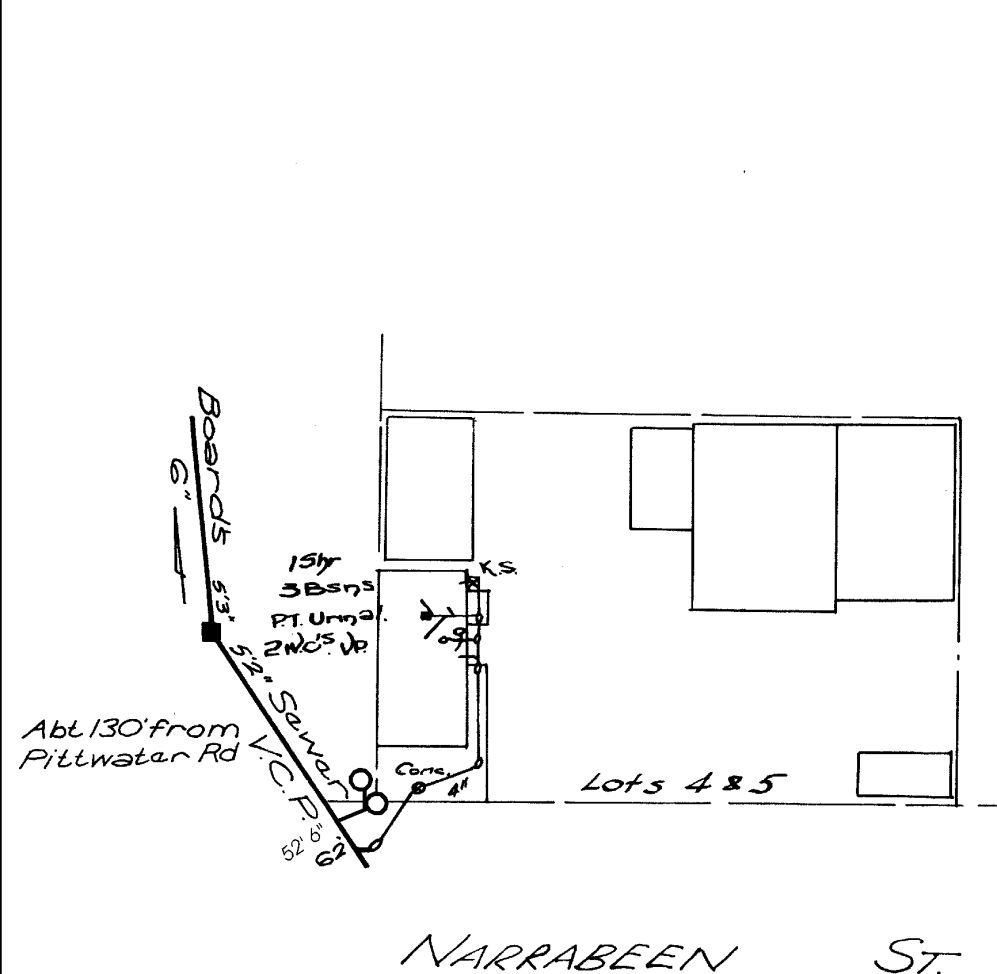 Boards
6"
5'3"
1Shr
3Bsns
P.T. Urinal.
2W.C's. V.P.
K.S.
5'2" Sewer
V.C.P.
Abt 130' from
Pittwater Rd
Conc.
4"
Lots 4 & 5
52' 6"
62'
NARRABEEN ST.